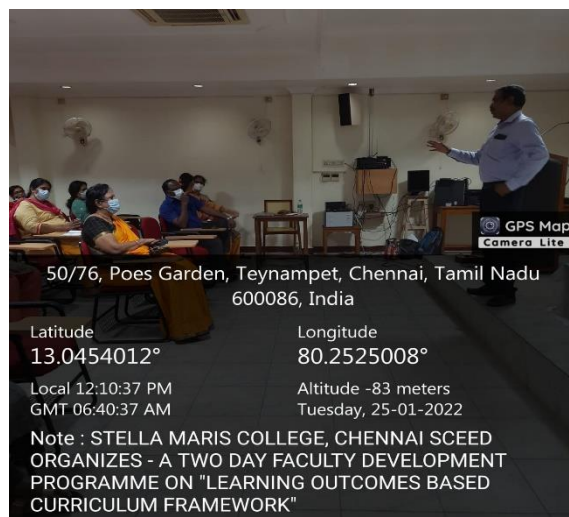 GPS Map
Camera Lite
50/76, Poes Garden, Teynampet, Chennai, Tamil Nadu
600086, India
Latitude
13.0454012°
Longitude
80.2525008°
Local 12:10:37 PM
GMT 06:40:37 AM
Altitude -83 meters
Tuesday, 25-01-2022
Note : STELLA MARIS COLLEGE, CHENNAI SCEED
ORGANIZES - A TWO DAY FACULTY DEVELOPMENT
PROGRAMME ON "LEARNING OUTCOMES BASED
CURRICULUM FRAMEWORK"